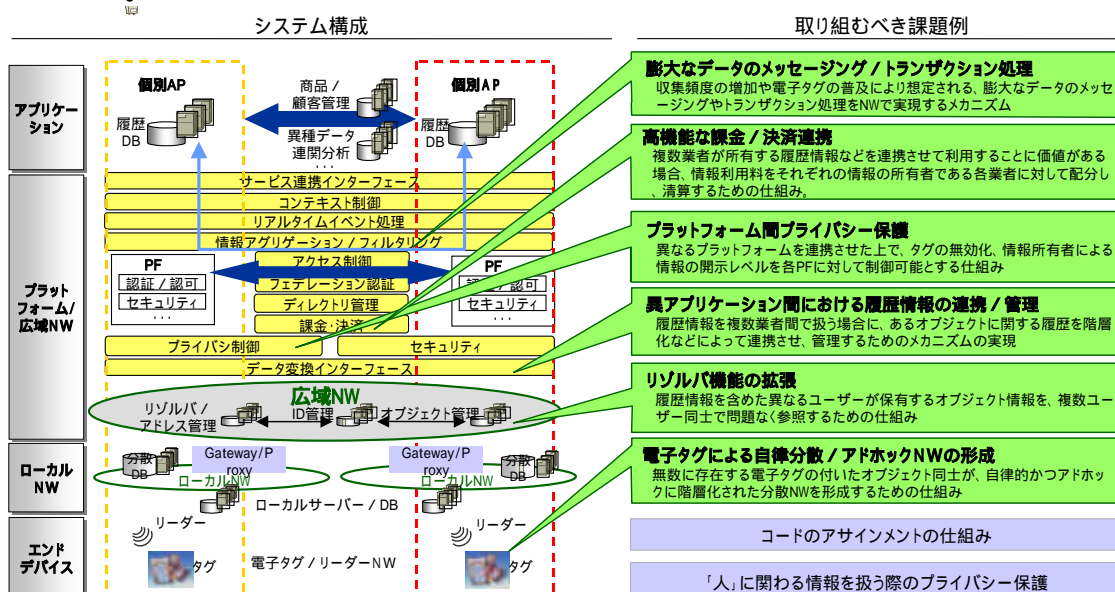 システム構成
取り組むべき課題例
アプリケー
ション
個別AP
履歴
DB
商品 /
顧客管理
異種データ
連関分析
・・・
個別AP
履歴
DB
プラット
フォーム/
広域NW
サービス連携インターフェース
コンテキスト制御
リアルタイムイベント処理
情報アグリゲーション / フィルタリング
PF
認証 / 認可
セキュリティ
・・・
アクセス制御
フェデレーション認証
ディレクトリ管理
課金・決済
PF
認証 / 認可
セキュリティ
・・・
プライバシ制御
セキュリティ
データ変換インターフェース
広域NW
リゾルバ /
アドレス管理
ID管理
オブジェクト管理
ローカル
NW
分散
DB
Gateway/P
roxy
ローカルNW
Gateway/P
roxy
ローカルNW
分散
DB
ローカルサーバー / DB
エンド
デバイス
リーダー
タグ
電子タグ / リーダーNW
リーダー
タグ
膨大なデータのメッセージング / トランザクション処理
収集頻度の増加や電子タグの普及により想定される、膨大なデータのメッセ
ージングやトランザクション処理をNWで実現するメカニズム
高機能な課金 / 決済連携
複数業者が所有する履歴情報などを連携させて利用することに価値がある
場合、情報利用料をそれぞれの情報の所有者である各業者に対して配分し
、清算するための仕組み。
プラットフォーム間プライバシー保護
異なるプラットフォームを連携させた上で、タグの無効化、情報所有者による
情報の開示レベルを各PFに対して制御可能とする仕組み
異アプリケーション間における履歴情報の連携 / 管理
履歴情報を複数業者間で扱う場合に、あるオブジェクトに関する履歴を階層
化などによって連携させ、管理するためのメカニズムの実現
リゾルバ機能の拡張
履歴情報を含めた異なるユーザーが保有するオブジェクト情報を、複数ユー
ザー同士で問題なく参照するための仕組み
電子タグによる自律分散 / アドホックNWの形成
無数に存在する電子タグの付いたオブジェクト同士が、自律的かつアドホッ
クに階層化された分散NWを形成するための仕組み
コードのアサインメントの仕組み
「人」に関わる情報を扱う際のプライバシー保護